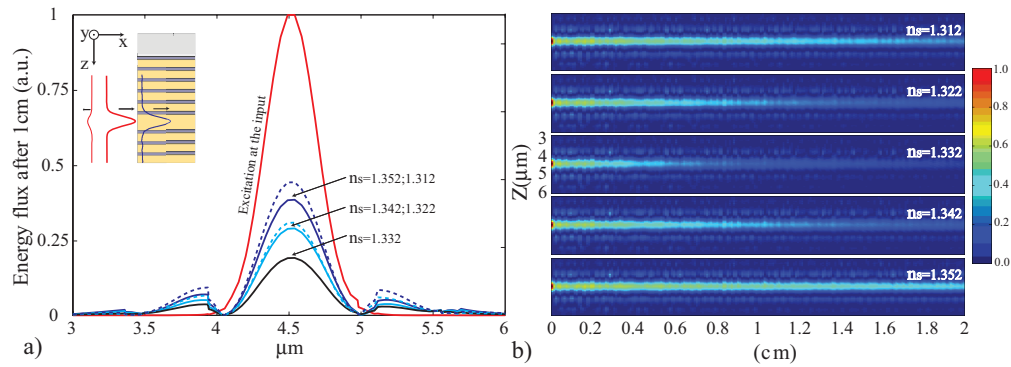 1
0.75
0.5
0.25
0
Energy flux after 1cm (a.u.)
y
x
z
Excitation at the input
ns=1.352;1.312
ns=1.342;1.322
ns=1.332
3
3.5
4
4.5
5
5.5
6
a)
μm
ns=1.312
ns=1.322
ns=1.332
ns=1.342
ns=1.352
Z(μm)
3
4
5
6
1.0
0.8
0.6
0.4
0.2
0.0
0
0.2
0.4
0.6
0.8
1
1.2
1.4
1.6
1.8
2
b)
(cm)